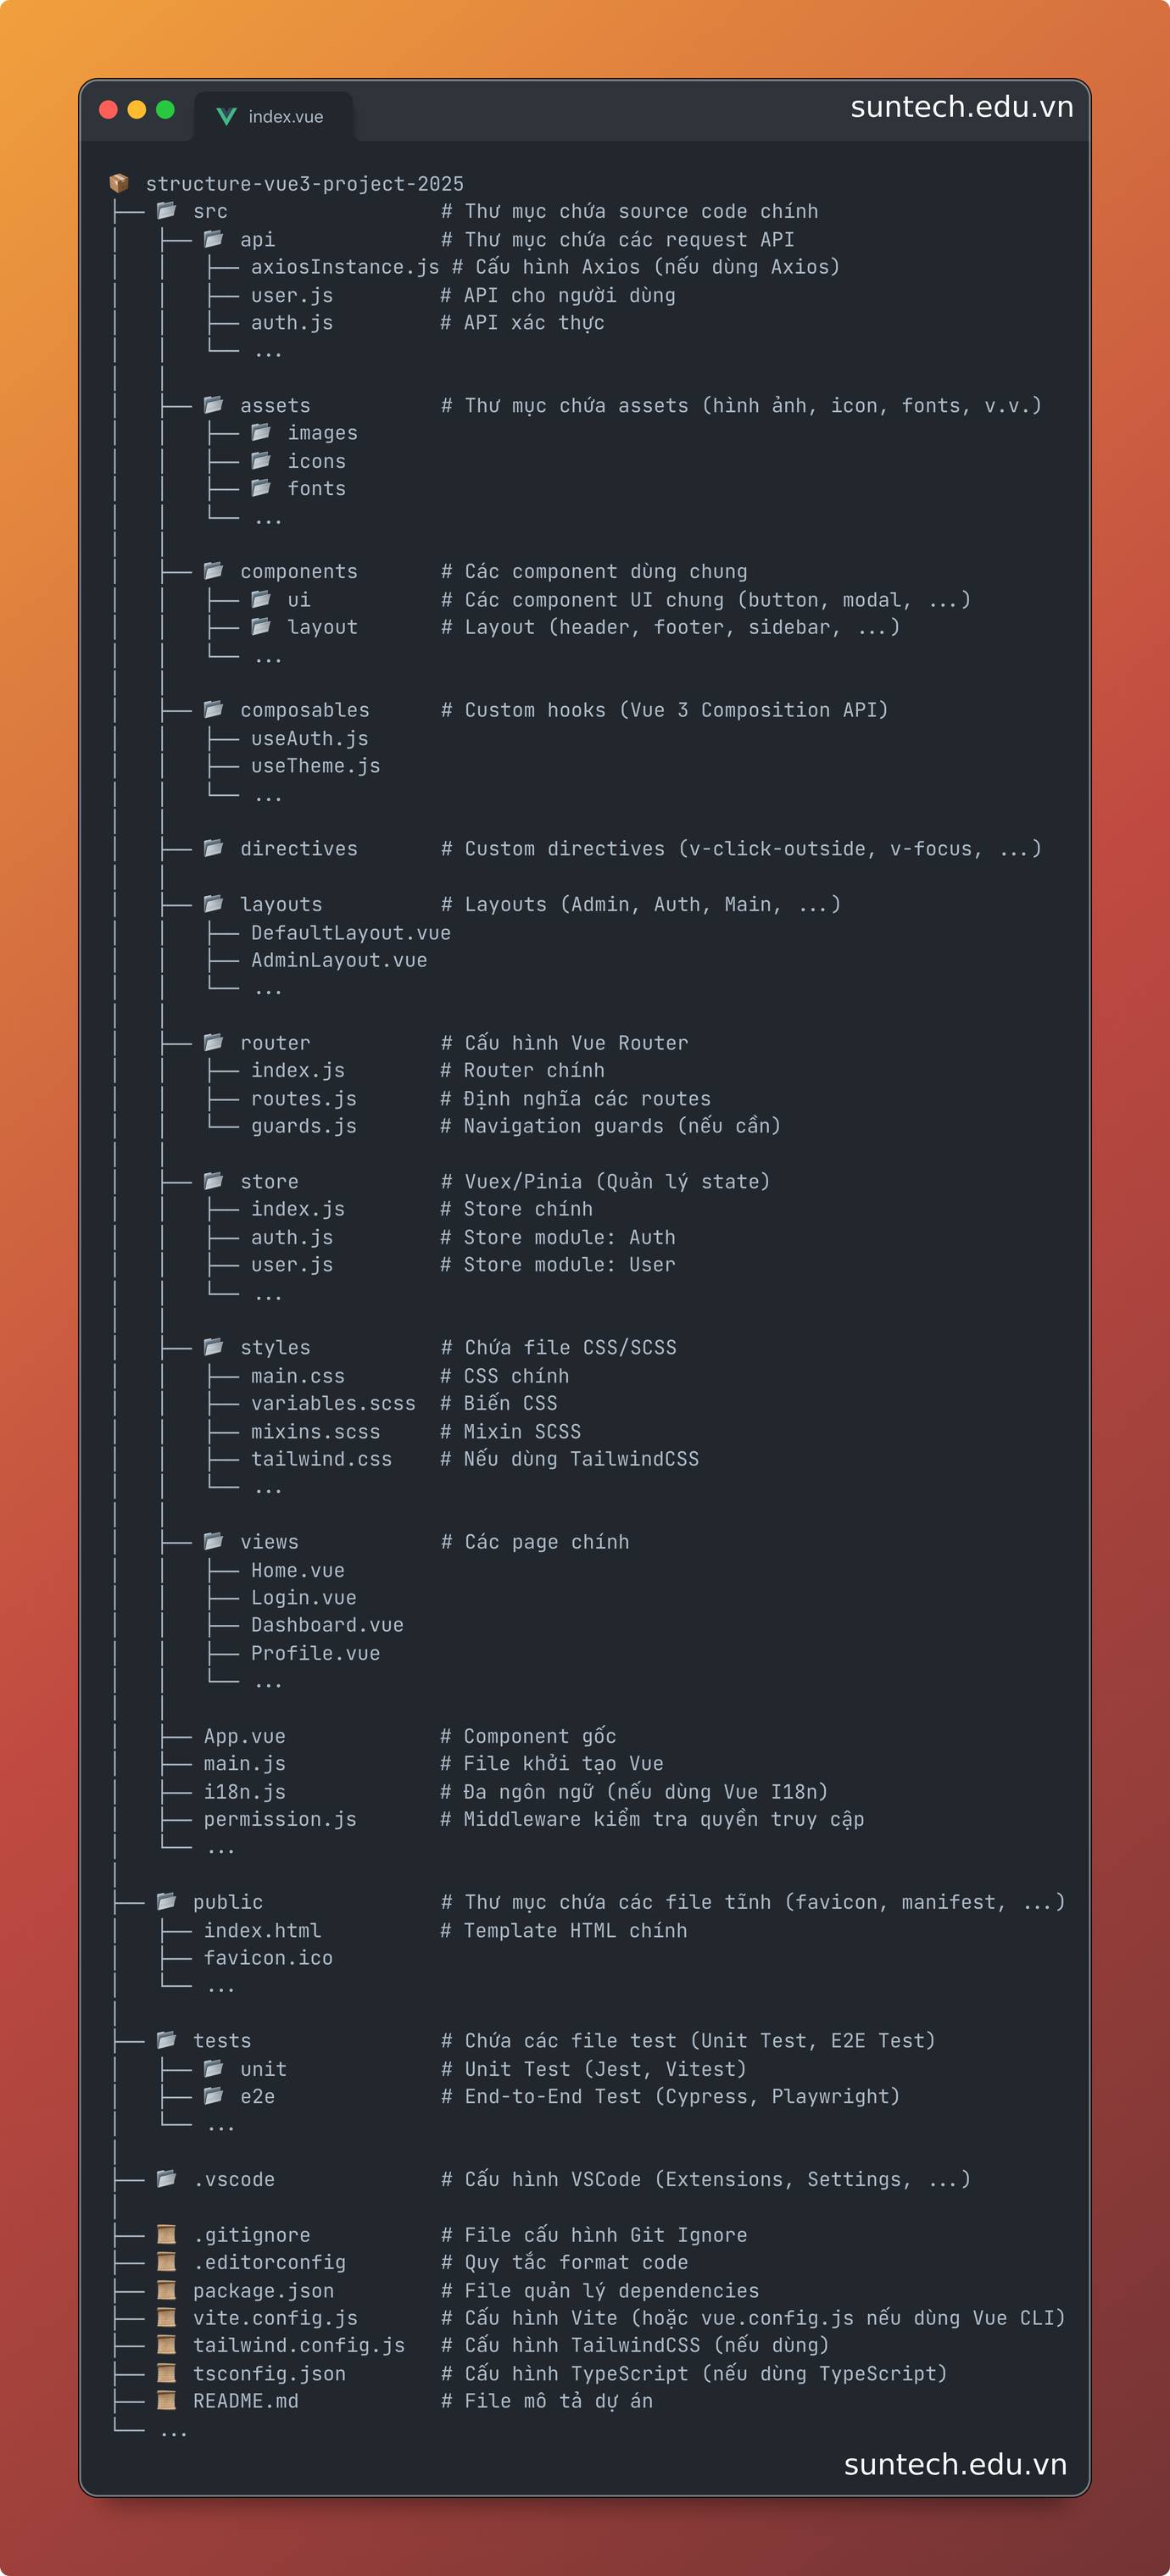 suntech.edu.vn
index.vue
structure-vue3-project-2025
├── src # Thư mục chứa source code chính
│ ├── api # Thư mục chứa các request API
│ │ ├── axiosInstance.js # Cấu hình Axios (nếu dùng Axios)
│ │ ├── user.js # API cho người dùng
│ │ ├── auth.js # API xác thực
│ │ └── ...
│ │
│ ├── assets # Thư mục chứa assets (hình ảnh, icon, fonts, v.v.)
│ │ ├── images
│ │ ├── icons
│ │ ├── fonts
│ │ └── ...
│ │
│ ├── components # Các component dùng chung
│ │ ├── ui # Các component UI chung (button, modal, ...)
│ │ ├── layout # Layout (header, footer, sidebar, ...)
│ │ └── ...
│ │
│ ├── composables # Custom hooks (Vue 3 Composition API)
│ │ ├── useAuth.js
│ │ ├── useTheme.js
│ │ └── ...
│ │
│ ├── directives # Custom directives (v-click-outside, v-focus, ...)
│ │
│ ├── layouts # Layouts (Admin, Auth, Main, ...)
│ │ ├── DefaultLayout.vue
│ │ ├── AdminLayout.vue
│ │ └── ...
│ │
│ ├── router # Cấu hình Vue Router
│ │ ├── index.js # Router chính
│ │ ├── routes.js # Định nghĩa các routes
│ │ └── guards.js # Navigation guards (nếu cần)
│ │
│ ├── store # Vuex/Pinia (Quản lý state)
│ │ ├── index.js # Store chính
│ │ ├── auth.js # Store module: Auth
│ │ ├── user.js # Store module: User
│ │ └── ...
│ │
│ ├── styles # Chứa file CSS/SCSS
│ │ ├── main.css # CSS chính
│ │ ├── variables.scss # Biến CSS
│ │ ├── mixins.scss # Mixin SCSS
│ │ ├── tailwind.css # Nếu dùng TailwindCSS
│ │ └── ...
│ │
│ ├── views # Các page chính
│ │ ├── Home.vue
│ │ ├── Login.vue
│ │ ├── Dashboard.vue
│ │ ├── Profile.vue
│ │ └── ...
│ │
│ ├── App.vue # Component gốc
│ ├── main.js # File khởi tạo Vue
│ ├── i18n.js # Đa ngôn ngữ (nếu dùng Vue I18n)
│ ├── permission.js # Middleware kiểm tra quyền truy cập
│ └── ...
│
├── public # Thư mục chứa các file tĩnh (favicon, manifest, ...)
│ ├── index.html # Template HTML chính
│ ├── favicon.ico
│ └── ...
│
├── tests # Chứa các file test (Unit Test, E2E Test)
│ ├── unit # Unit Test (Jest, Vitest)
│ ├── e2e # End-to-End Test (Cypress, Playwright)
│ └── ...
│
├── .vscode # Cấu hình VSCode (Extensions, Settings, ...)
│
├── .gitignore # File cấu hình Git Ignore
├── .editorconfig # Quy tắc format code
├── package.json # File quản lý dependencies
├── vite.config.js # Cấu hình Vite (hoặc vue.config.js nếu dùng Vue CLI)
├── tailwind.config.js # Cấu hình TailwindCSS (nếu dùng)
├── tsconfig.json # Cấu hình TypeScript (nếu dùng TypeScript)
├── README.md # File mô tả dự án
└── ...
suntech.edu.vn